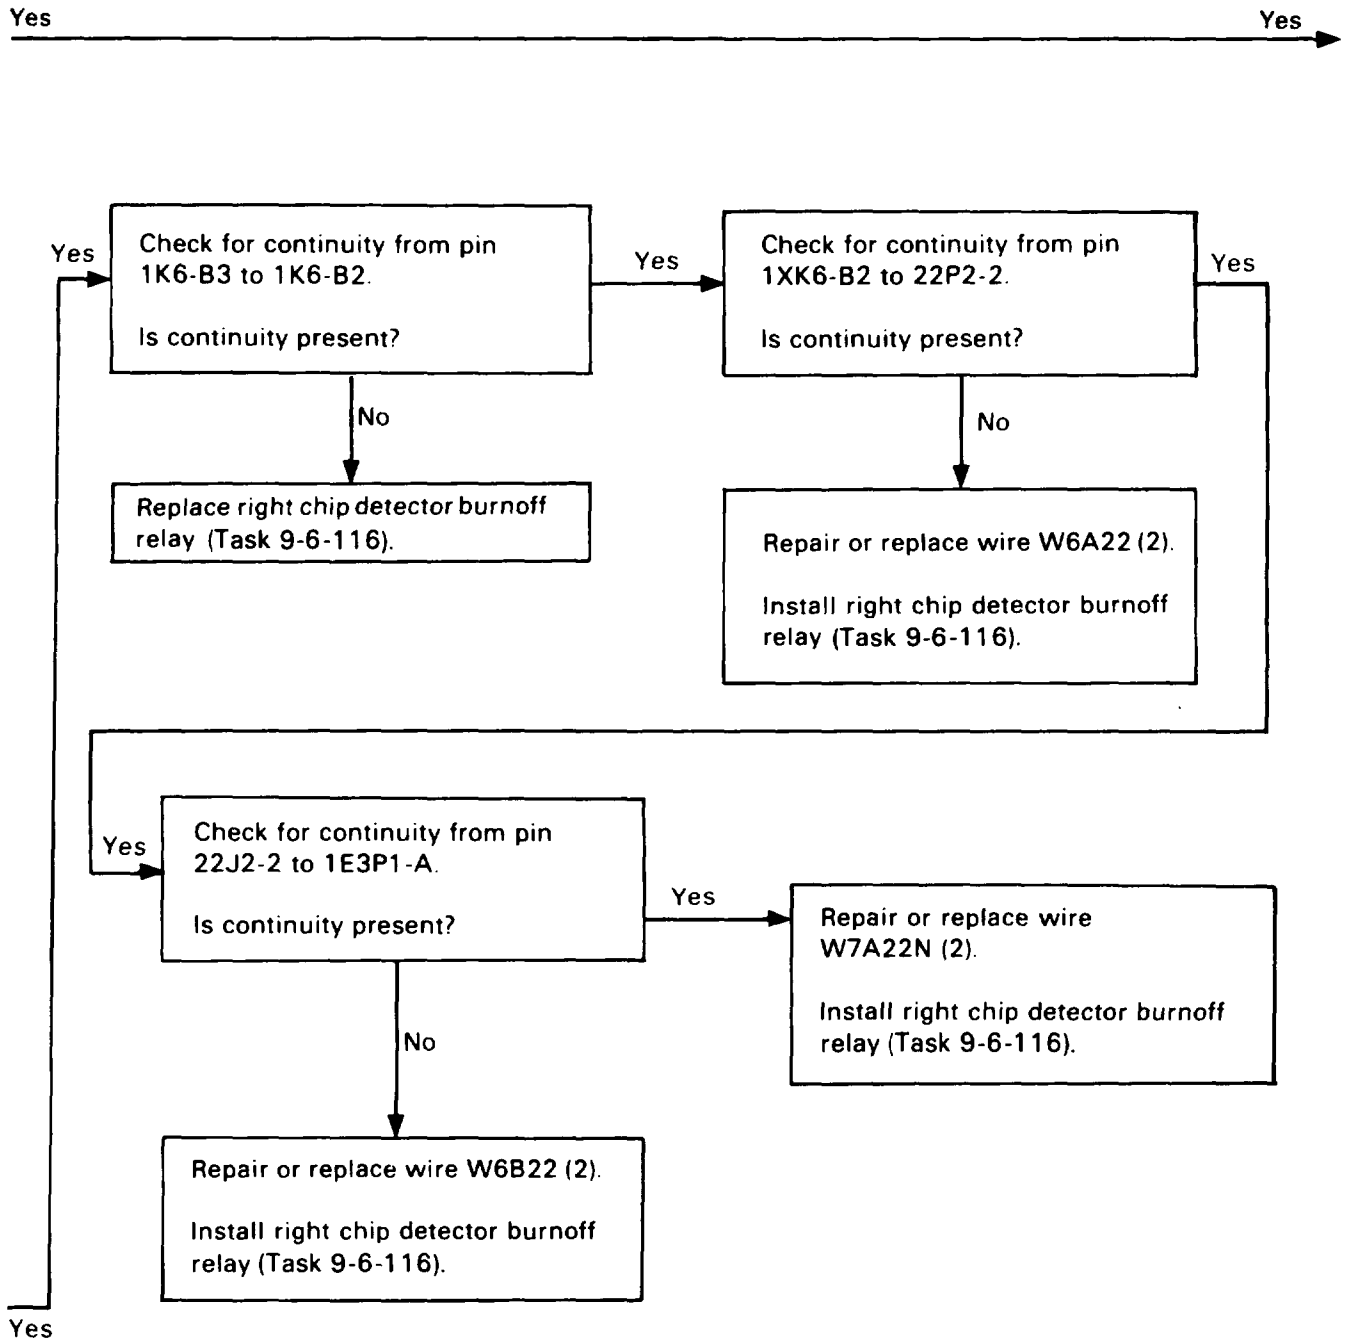 Yes
Yes
Yes
Check for continuity from pin
1K6-B3 to 1K6-B2.
Is continuity present?
Yes
Check for continuity from pin
1XK6-B2 to 22P2-2.
Is continuity present?
Yes
No
No
Replace right chip detector burnoff
relay (Task 9-6-116).
Repair or replace wire W6A22 (2).
Install right chip detector burnoff
relay (Task 9-6-116).
Yes
Check for continuity from pin
22J2-2 to 1E3P1-A.
Is continuity present?
Yes
Repair or replace wire
W7A22N (2).
Install right chip detector burnoff
relay (Task 9-6-116).
No
Repair or replace wire W6B22 (2).
Install right chip detector burnoff
relay (Task 9-6-116).
Yes